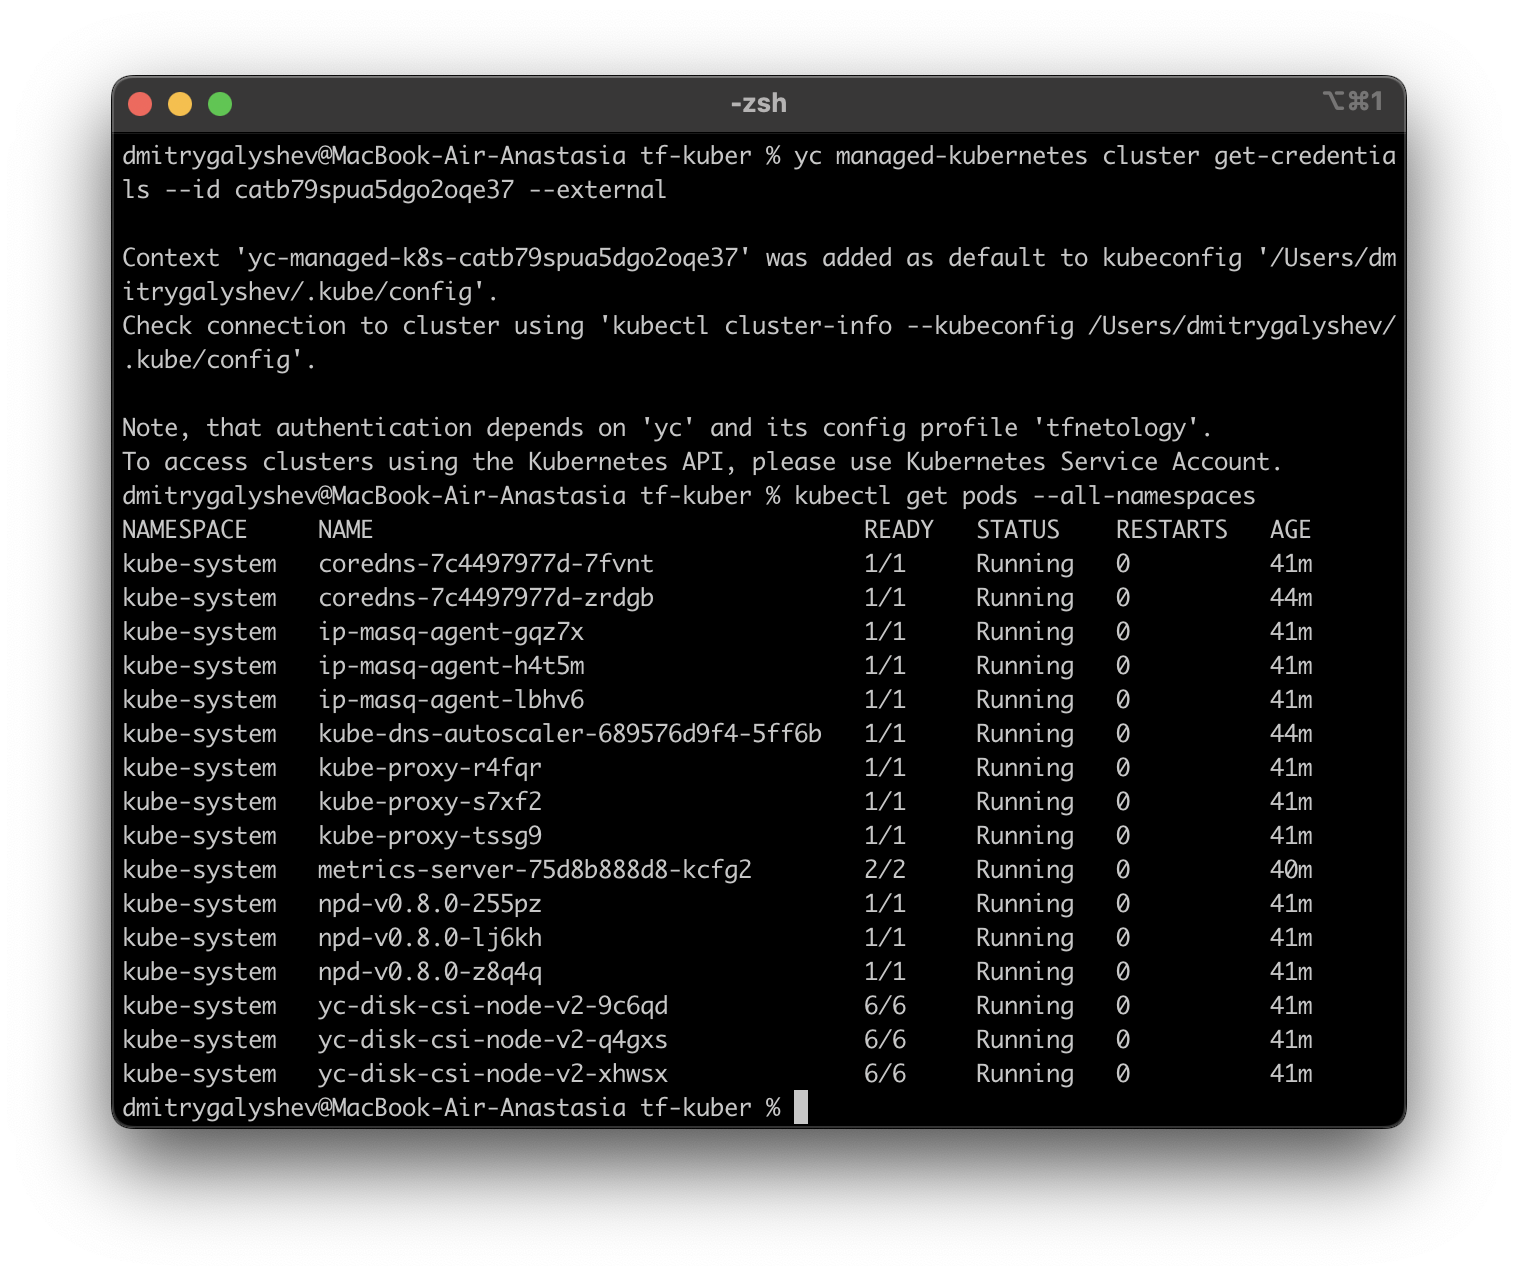 -zsh
⌥⌘1
dmitrygalyshev@MacBook-Air-Anastasia tf-kuber % yc managed-kubernetes cluster get-credentia
ls --id catb79spua5dgo2oqe37 --external
Context 'yc-managed-k8s-catb79spua5dgo2oqe37' was added as default to kubeconfig '/Users/dm
itrygalyshev/.kube/config'.
Check connection to cluster using 'kubectl cluster-info --kubeconfig /Users/dmitrygalyshev/
.kube/config'.
Note, that authentication depends on 'yc' and its config profile 'tfnetology'.
To access clusters using the Kubernetes API, please use Kubernetes Service Account.
dmitrygalyshev@MacBook-Air-Anastasia tf-kuber % kubectl get pods --all-namespaces
NAMESPACE     NAME                                   READY   STATUS    RESTARTS   AGE
kube-system   coredns-7c4497977d-7fvnt               1/1     Running   0          41m
kube-system   coredns-7c4497977d-zrdgb               1/1     Running   0          44m
kube-system   ip-masq-agent-gqz7x                    1/1     Running   0          41m
kube-system   ip-masq-agent-h4t5m                    1/1     Running   0          41m
kube-system   ip-masq-agent-lbhv6                    1/1     Running   0          41m
kube-system   kube-dns-autoscaler-689576d9f4-5ff6b   1/1     Running   0          44m
kube-system   kube-proxy-r4fqr                       1/1     Running   0          41m
kube-system   kube-proxy-s7xf2                       1/1     Running   0          41m
kube-system   kube-proxy-tssg9                       1/1     Running   0          41m
kube-system   metrics-server-75d8b888d8-kcfg2        2/2     Running   0          40m
kube-system   npd-v0.8.0-255pz                       1/1     Running   0          41m
kube-system   npd-v0.8.0-lj6kh                       1/1     Running   0          41m
kube-system   npd-v0.8.0-z8q4q                       1/1     Running   0          41m
kube-system   yc-disk-csi-node-v2-9c6qd              6/6     Running   0          41m
kube-system   yc-disk-csi-node-v2-q4gxs              6/6     Running   0          41m
kube-system   yc-disk-csi-node-v2-xhwsx              6/6     Running   0          41m
dmitrygalyshev@MacBook-Air-Anastasia tf-kuber %